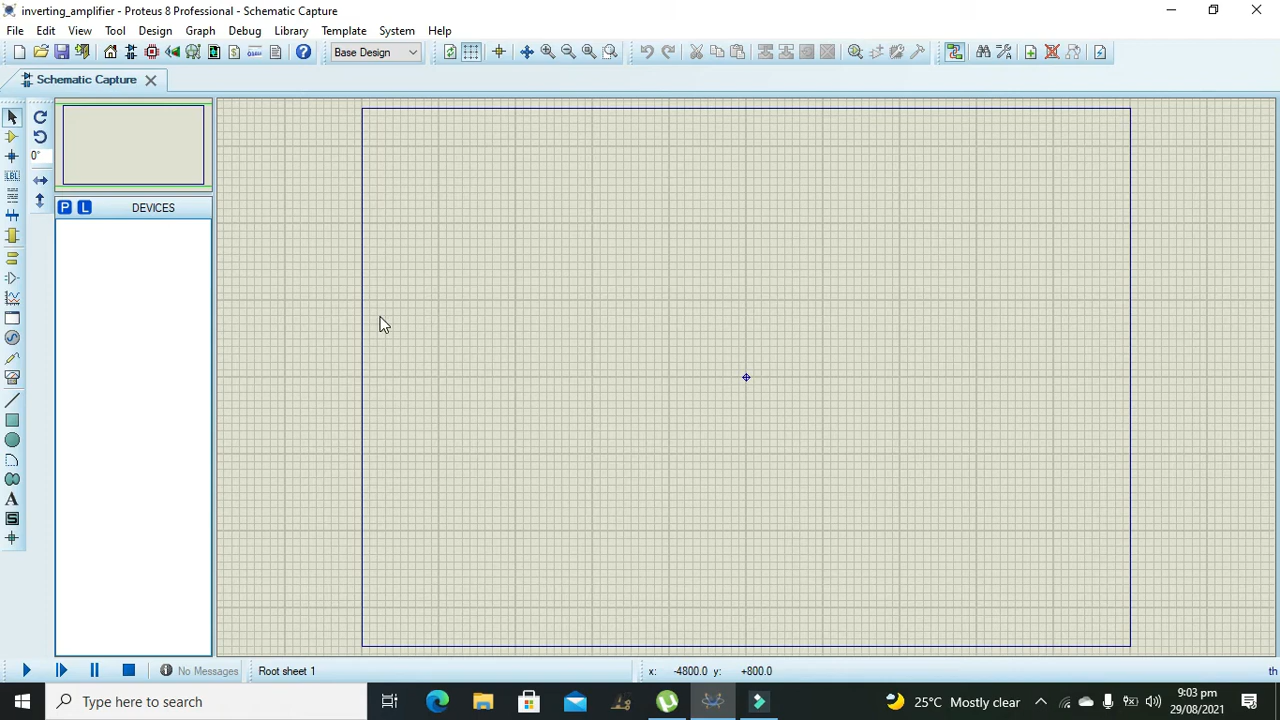 inverting_amplifier - Proteus 8 Professional - Schematic Capture
File Edit View Tool Design Graph Debug Library Template System Help
Base Design
Schematic Capture
0°
LBL
P L DEVICES
A
S
No Messages Root sheet 1 x: -4800.0 y: +800.0 th
Type here to search 25°C Mostly clear 9:03 pm
29/08/2021